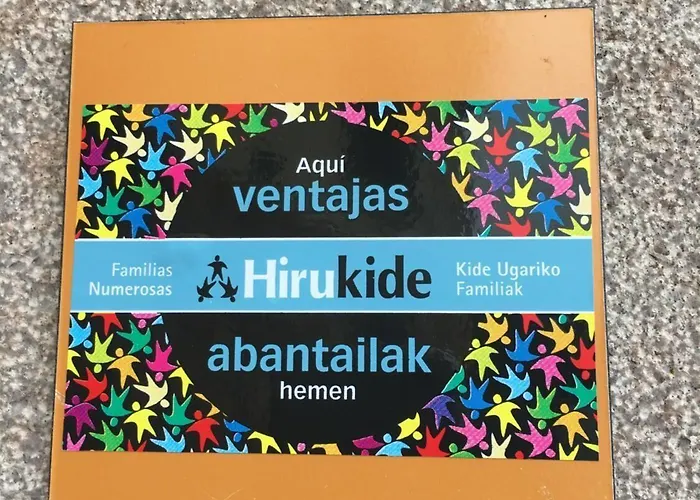 Aquí
ventajas
Familias
Numerosas
Hirukide
Kide Ugariko
Familiak
abantailak
hemen